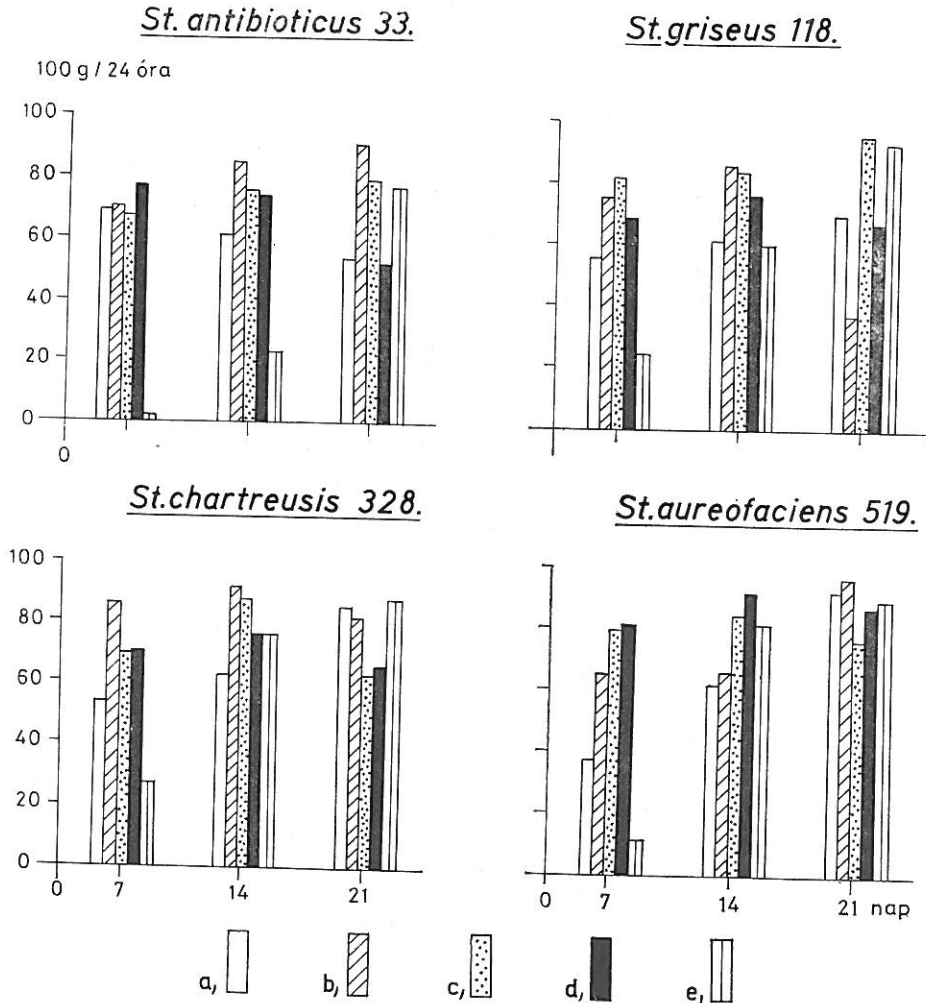 St. antibioticus 33.
St. griseus 118.
100 g / 24 óra
100
80
60
40
20
0
0
St. chartreusis 328.
St. aureofaciens 519.
100
80
60
40
20
0
0 7 14 21
0 7 14 21 nap
a, b, c, d, e,